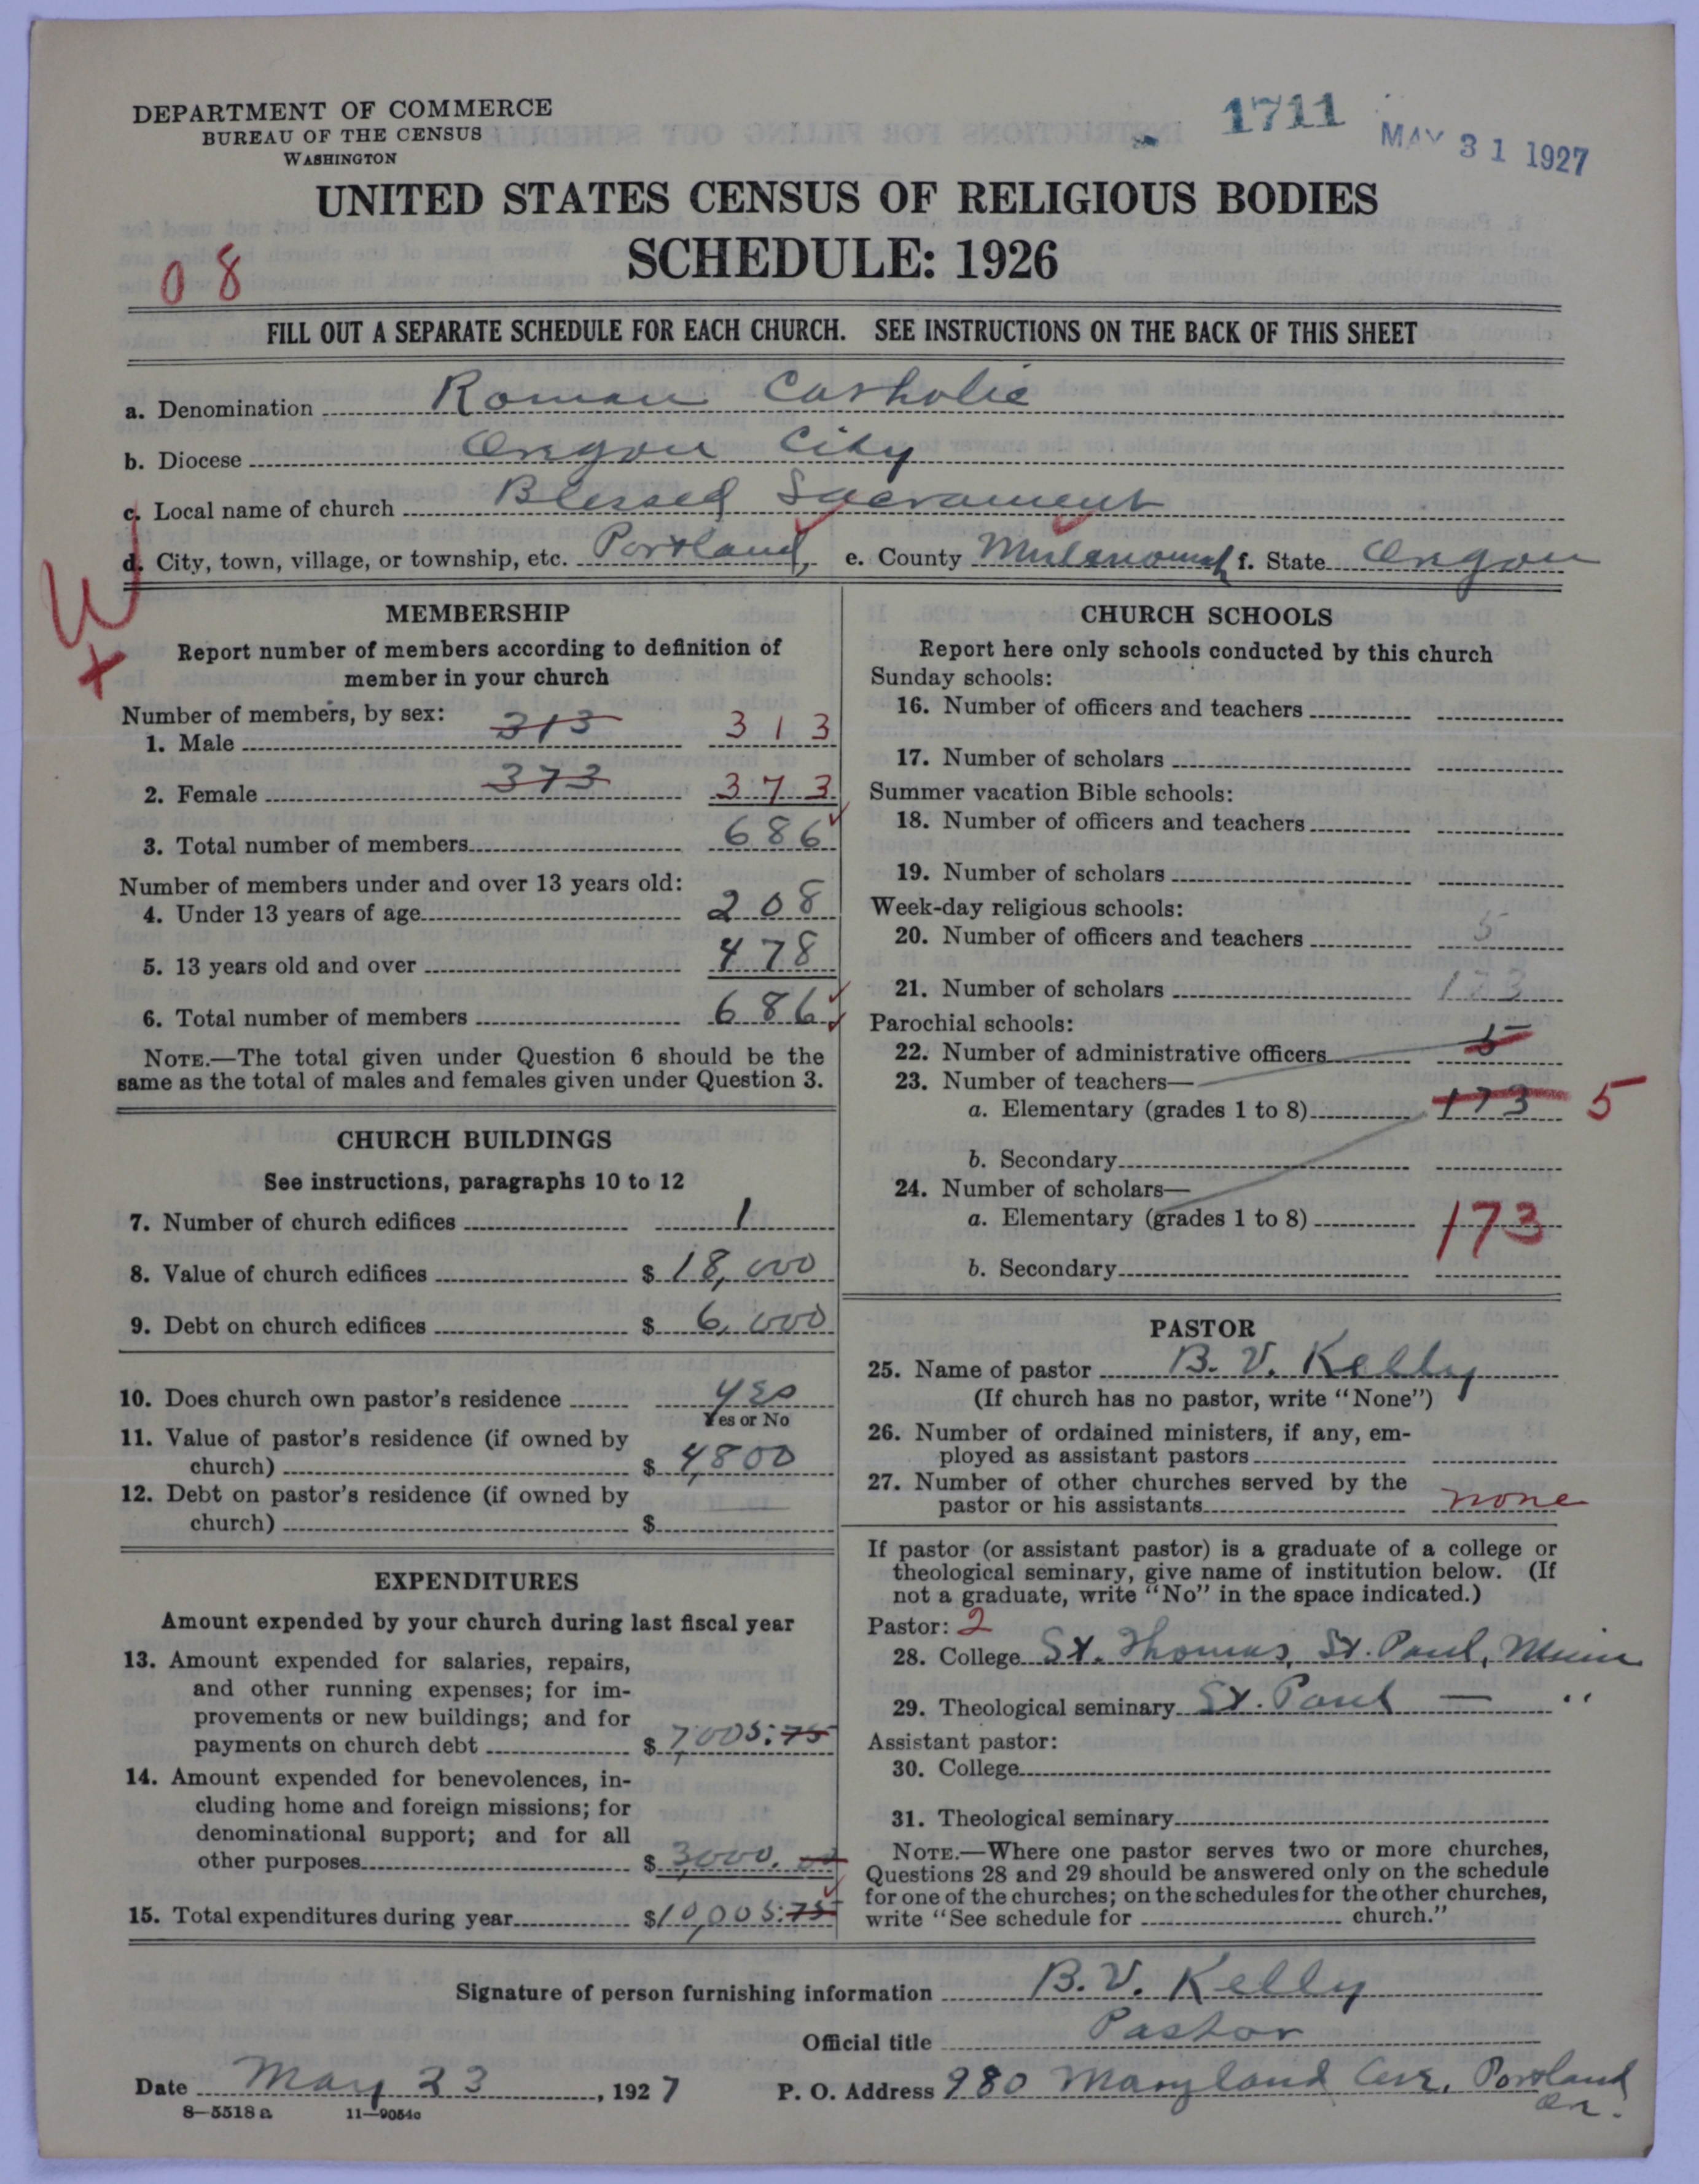 DEPARTMENT OF COMMERCE
BUREAU OF THE CENSUS
WASHINGTON
1711
MAY 31 1927
UNITED STATES CENSUS OF RELIGIOUS BODIES
SCHEDULE: 1926
08
FILL OUT A SEPARATE SCHEDULE FOR EACH CHURCH. SEE INSTRUCTIONS ON THE BACK OF THIS SHEET
a. Denomination Roman Catholic
b. Diocese Oregon City
c. Local name of church Blessed Sacrament
d. City, town, village, or township, etc. Portland, e. County Multnomah f. State Oregon
MEMBERSHIP
Report number of members according to definition of
member in your church
Number of members, by sex:
1. Male 313 313
2. Female 373 373
3. Total number of members 686
Number of members under and over 13 years old:
4. Under 13 years of age 208
5. 13 years old and over 478
6. Total number of members 686
NOTE.—The total given under Question 6 should be the
same as the total of males and females given under Question 3.
CHURCH BUILDINGS
See instructions, paragraphs 10 to 12
7. Number of church edifices 1
8. Value of church edifices $ 18,000
9. Debt on church edifices $ 6,000
10. Does church own pastor's residence yes
Yes or No
11. Value of pastor's residence (if owned by
church) $ 4,800
12. Debt on pastor's residence (if owned by
church) $
EXPENDITURES
Amount expended by your church during last fiscal year
13. Amount expended for salaries, repairs,
and other running expenses; for im-
provements or new buildings; and for
payments on church debt $ 7,005.75
14. Amount expended for benevolences, in-
cluding home and foreign missions; for
denominational support; and for all
other purposes $ 3,000.00
15. Total expenditures during year $10,005.75
CHURCH SCHOOLS
Report here only schools conducted by this church
Sunday schools:
16. Number of officers and teachers
17. Number of scholars
Summer vacation Bible schools:
18. Number of officers and teachers
19. Number of scholars
Week-day religious schools:
20. Number of officers and teachers 5
21. Number of scholars 173
Parochial schools:
22. Number of administrative officers 5
23. Number of teachers—
a. Elementary (grades 1 to 8) 173 5
b. Secondary
24. Number of scholars—
a. Elementary (grades 1 to 8) 173
b. Secondary
PASTOR
25. Name of pastor B. V. Kelly
(If church has no pastor, write "None")
26. Number of ordained ministers, if any, em-
ployed as assistant pastors
27. Number of other churches served by the
pastor or his assistants none
If pastor (or assistant pastor) is a graduate of a college or
theological seminary, give name of institution below. (If
not a graduate, write "No" in the space indicated.)
Pastor: 2
28. College St. Thomas, St. Paul, Minn
29. Theological seminary St. Paul — "
Assistant pastor:
30. College
31. Theological seminary
NOTE.—Where one pastor serves two or more churches,
Questions 28 and 29 should be answered only on the schedule
for one of the churches; on the schedules for the other churches,
write "See schedule for church."
Signature of person furnishing information B. V. Kelly
Official title Pastor
Date May 23, 1927 P. O. Address 980 Maryland Ave, Portland
Or.
8—5518a 11—9054c